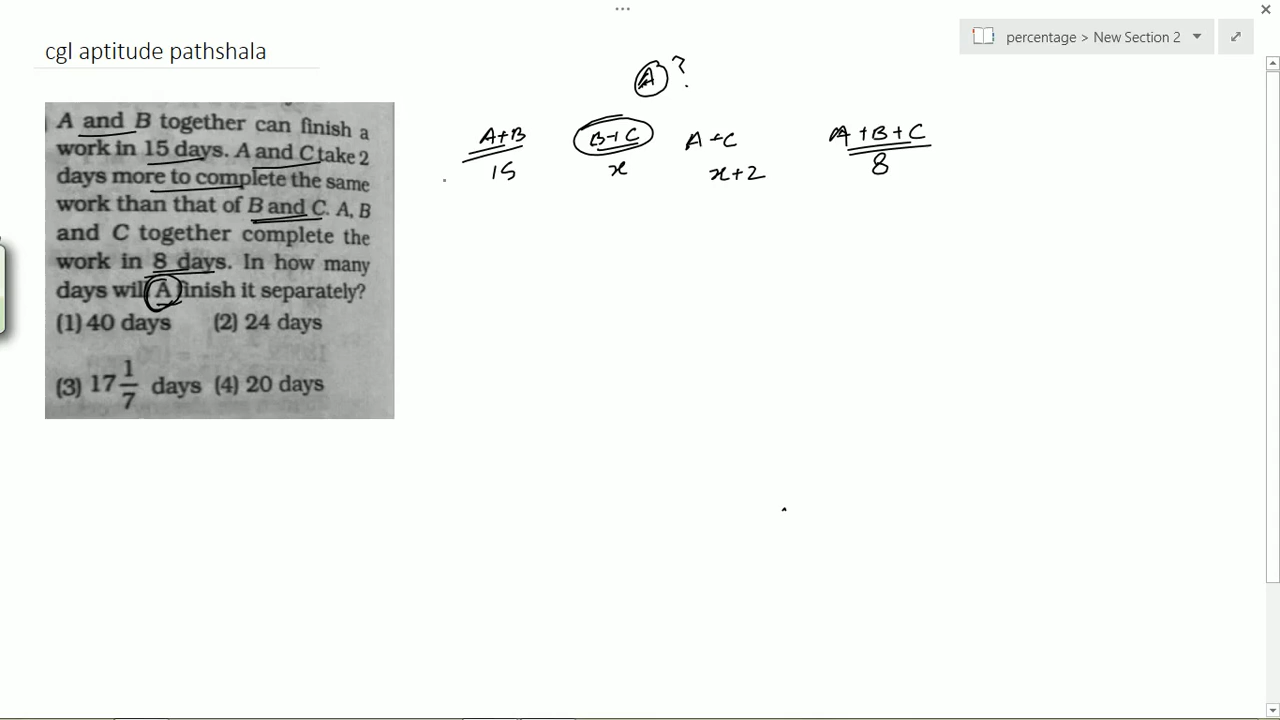 ...
percentage > New Section 2
cgl aptitude pathshala
A ?
A+B B+C A+C A+B+C
15 x x+2 8
A and B together can finish a
work in 15 days. A and C take 2
days more to complete the same
work than that of B and C. A, B
and C together complete the
work in 8 days. In how many
days will A finish it separately?
(1) 40 days (2) 24 days
(3) 17 1/7 days (4) 20 days